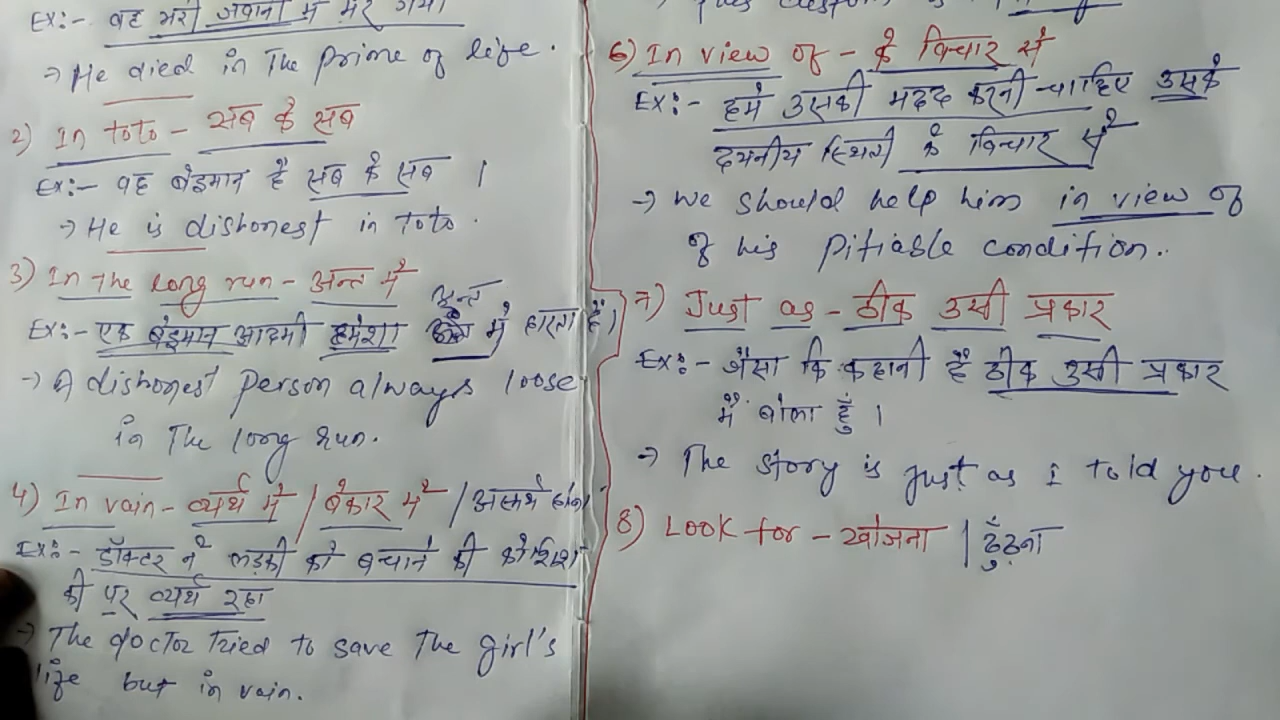 Ex:- वह भरी जवानी में मर गया
→ He died in The prime of life.
2) In toto - सब के सब
Ex:- वह बेइमान है सब के सब ।
→ He is dishonest in toto.
3) In the long run - अन्त में
अन्त
Ex:- एक बेइमान आदमी हमेशा में हारता है।
→ A dishonest person always loose
in The long run.
4) In vain - व्यर्थ में / बेकार में / असमर्थ होना
Ex:- डॉक्टर ने लड़की को बचाने की कोशिश
की पर व्यर्थ रहा
→ The doctor tried to save The girl's
life but in vain.
6) In view of - के विचार से
Ex:- हमें उसकी मदद करनी चाहिए उसके
दयनीय स्थिती के विचार से
→ We should help him in view of
of his pitiable condition.
7) Just as - ठीक उसी प्रकार
Ex:- जैसा कि कहानी है ठीक उसी प्रकार
में बोला हुँ ।
→ The story is just as I told you.
8) Look for - खोजना / ढुँढ़ना